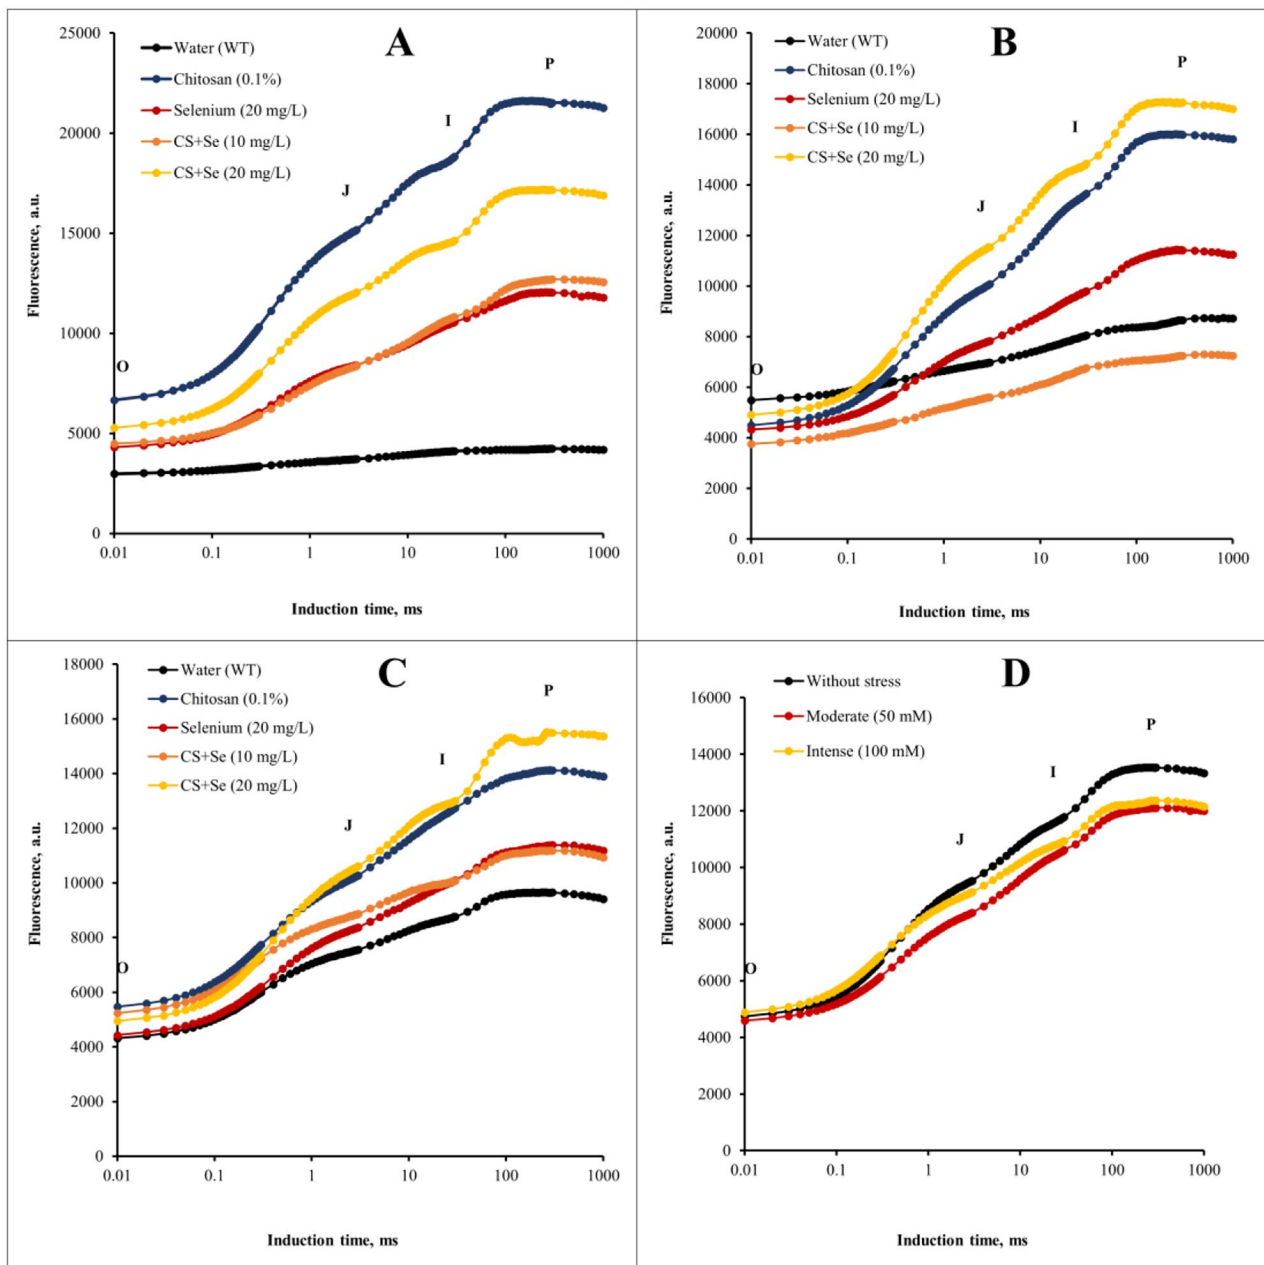 A
Water (WT)
Chitosan (0.1%)
Selenium (20 mg/L)
CS+Se (10 mg/L)
CS+Se (20 mg/L)
25000
20000
15000
10000
5000
0
Fluorescence, a.u.
O
J
I
P
0.01 0.1 1 10 100 1000
Induction time, ms
B
Water (WT)
Chitosan (0.1%)
Selenium (20 mg/L)
CS+Se (10 mg/L)
CS+Se (20 mg/L)
20000
18000
16000
14000
12000
10000
8000
6000
4000
2000
0
Fluorescence, a.u.
O
J
I
P
0.01 0.1 1 10 100 1000
Induction time, ms
C
Water (WT)
Chitosan (0.1%)
Selenium (20 mg/L)
CS+Se (10 mg/L)
CS+Se (20 mg/L)
18000
16000
14000
12000
10000
8000
6000
4000
2000
0
Fluorescence, a.u.
O
J
I
P
0.01 0.1 1 10 100 1000
Induction time, ms
D
Without stress
Moderate (50 mM)
Intense (100 mM)
16000
14000
12000
10000
8000
6000
4000
2000
0
Fluorescence, a.u.
O
J
I
P
0.01 0.1 1 10 100 1000
Induction time, ms